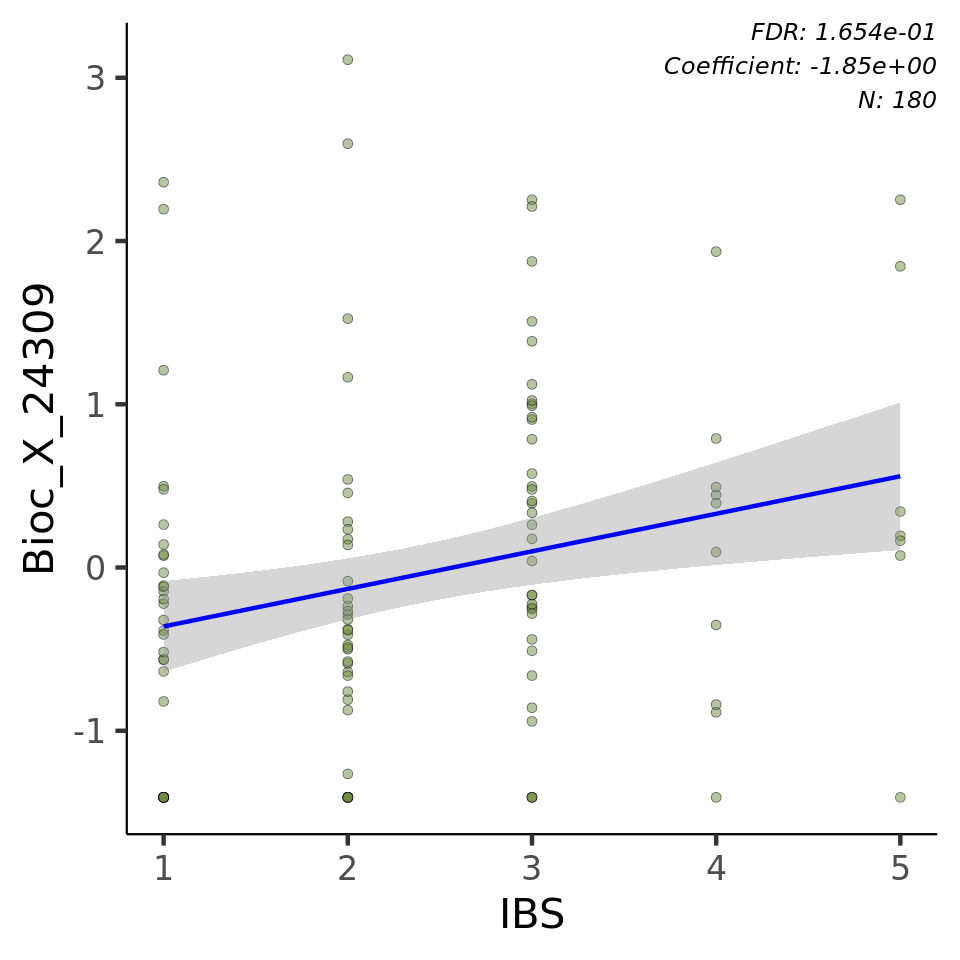 FDR: 1.654e-01
Coefficient: -1.85e+00
N: 180
3
2
1
0
-1
Bioc_X_24309
1 2 3 4 5
IBS